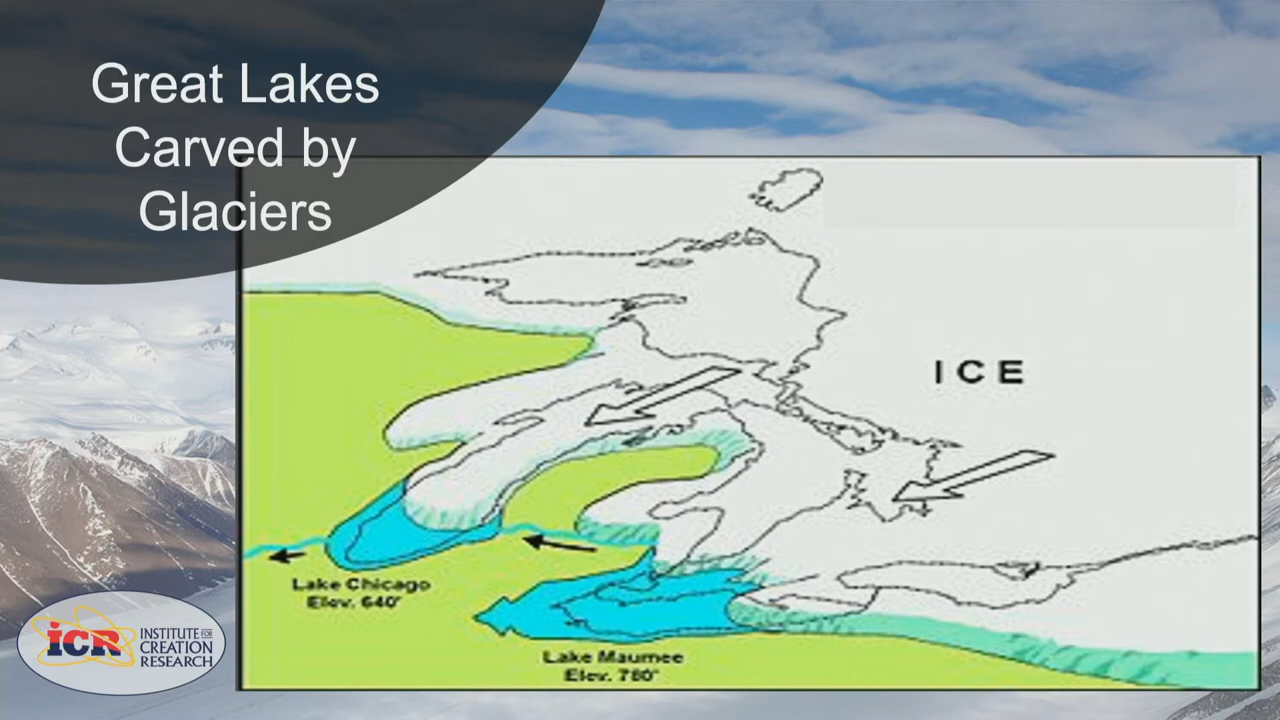 Great Lakes
Carved by
Glaciers
ICE
Lake Chicago
Elev. 640'
Lake Maumee
Elev. 780'
iCR
INSTITUTE FOR
CREATION
RESEARCH